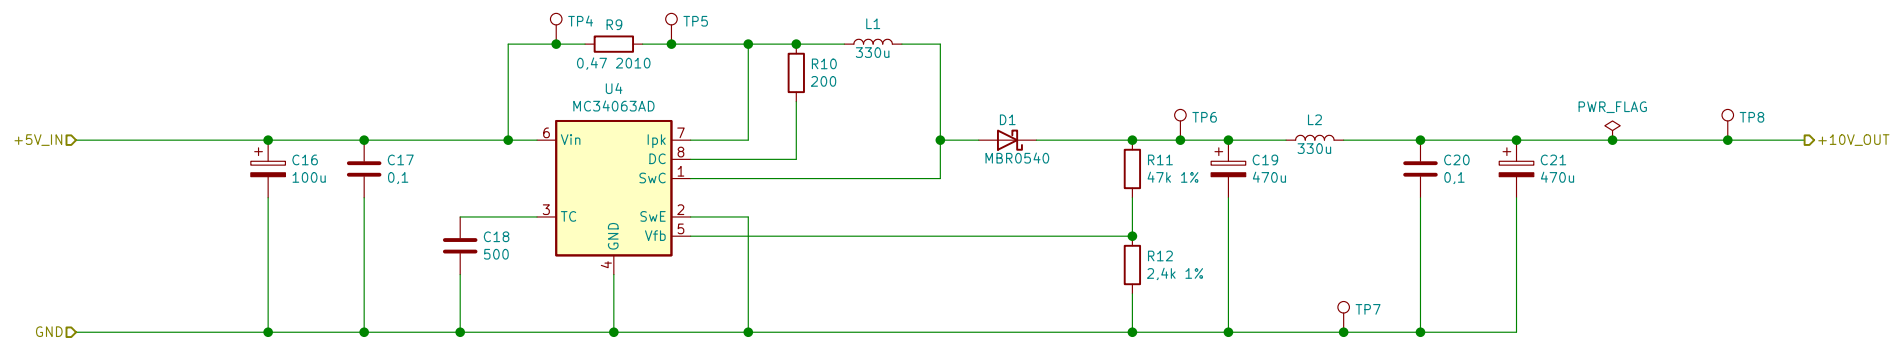 TP4
R9
TP5
L1
0,47 2010
330u
R10
200
U4
MC34063AD
+5V_IN
6
Vin
Ipk
7
DC
8
SwC
1
3
TC
SwE
2
Vfb
5
GND
4
C16
100u
C17
0,1
C18
500
D1
MBR0540
TP6
R11
47k 1%
R12
2,4k 1%
C19
470u
L2
330u
C20
0,1
C21
470u
PWR_FLAG
TP8
+10V_OUT
TP7
GND